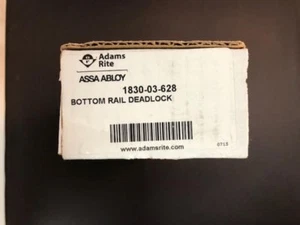 Adams
Rite
ASSA ABLOY
1830-03-628
BOTTOM RAIL DEADLOCK
www.adamsrite.com
0715